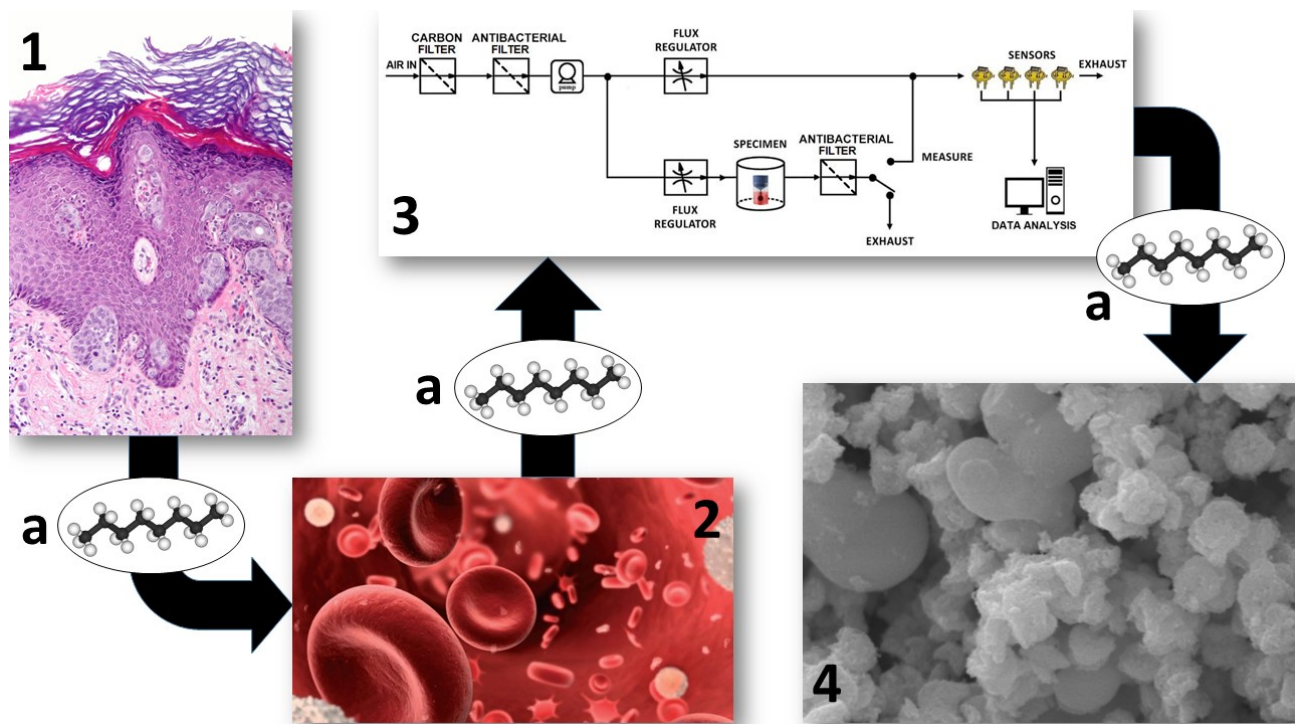 1
CARBON
FILTER
ANTIBACTERIAL
FILTER
FLUX
REGULATOR
AIR IN
pump
SENSORS
EXHAUST
SPECIMEN
ANTIBACTERIAL
FILTER
MEASURE
FLUX
REGULATOR
EXHAUST
DATA ANALYSIS
3
a
a
a
2
4